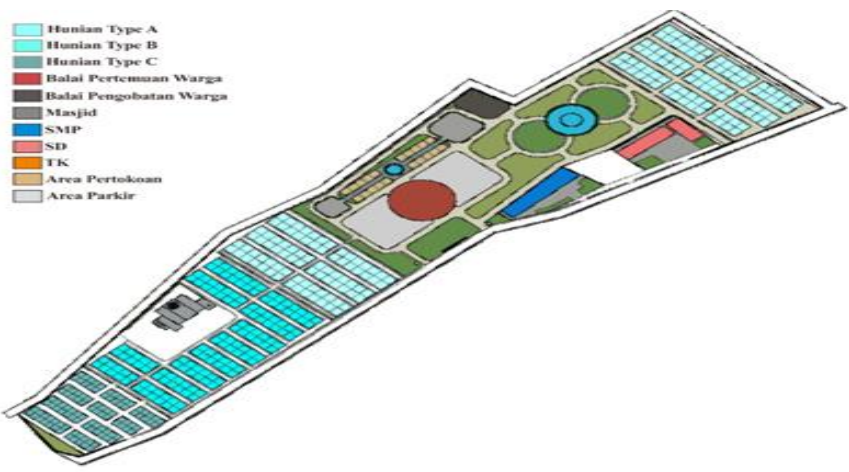 Hunian Type A
Hunian Type B
Hunian Type C
Balai Pertemuan Warga
Balai Pengobatan Warga
Masjid
SMP
SD
TK
Area Pertokoan
Area Parkir